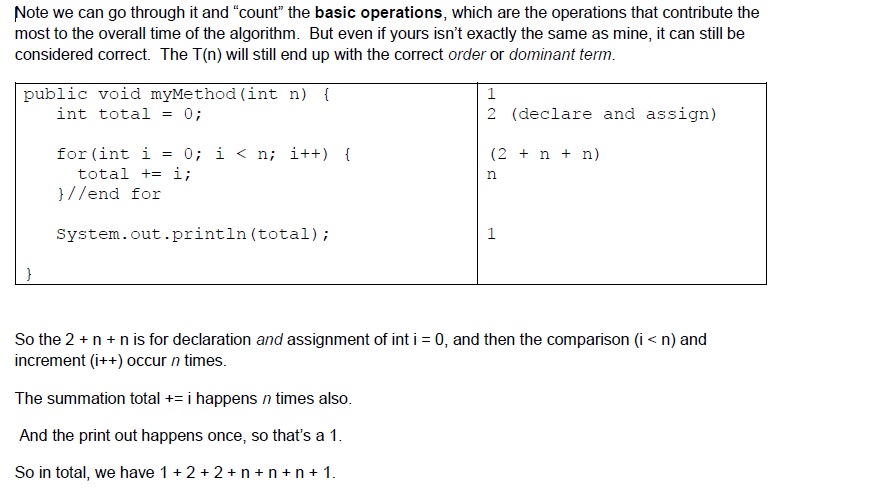 Note we can go through it and “count” the basic operations, which are the operations that contribute the
most to the overall time of the algorithm.  But even if yours isn’t exactly the same as mine, it can still be
considered correct.  The T(n) will still end up with the correct order or dominant term.
public void myMethod(int n) {    1
int total = 0;    2 (declare and assign)
for(int i = 0; i < n; i++) {    (2 + n + n)
total += i;    n
}//end for
System.out.println(total);    1
}
So the 2 + n + n is for declaration and assignment of int i = 0, and then the comparison (i < n) and
increment (i++) occur n times.
The summation total += i happens n times also.
And the print out happens once, so that’s a 1.
So in total, we have 1 + 2 + 2 + n + n + n + 1.